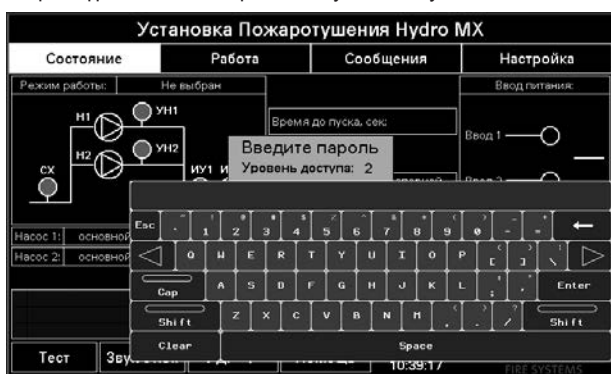 Установка Пожаротушения Hydro MX
Состояние Работа Сообщения Настройка
Режим работы: Не выбран Ввод питания:
Н1 УН1
Время до пуска, сек:
Ввод 1
Н2 УН2
Введите пароль
СХ ИУ1
Уровень доступа: 2
Esc 1 2 3 4 5 6 7 8 9 0 - =
Насос 1: основной
Q W E R T Y U I O P [ ] \
Насос 2: основной
Cap A S D F G H J K L ; ' Enter
Shift Z X C V B N M , . / Shift
Clear Space
Тест
10:39:17
FIRE SYSTEMS